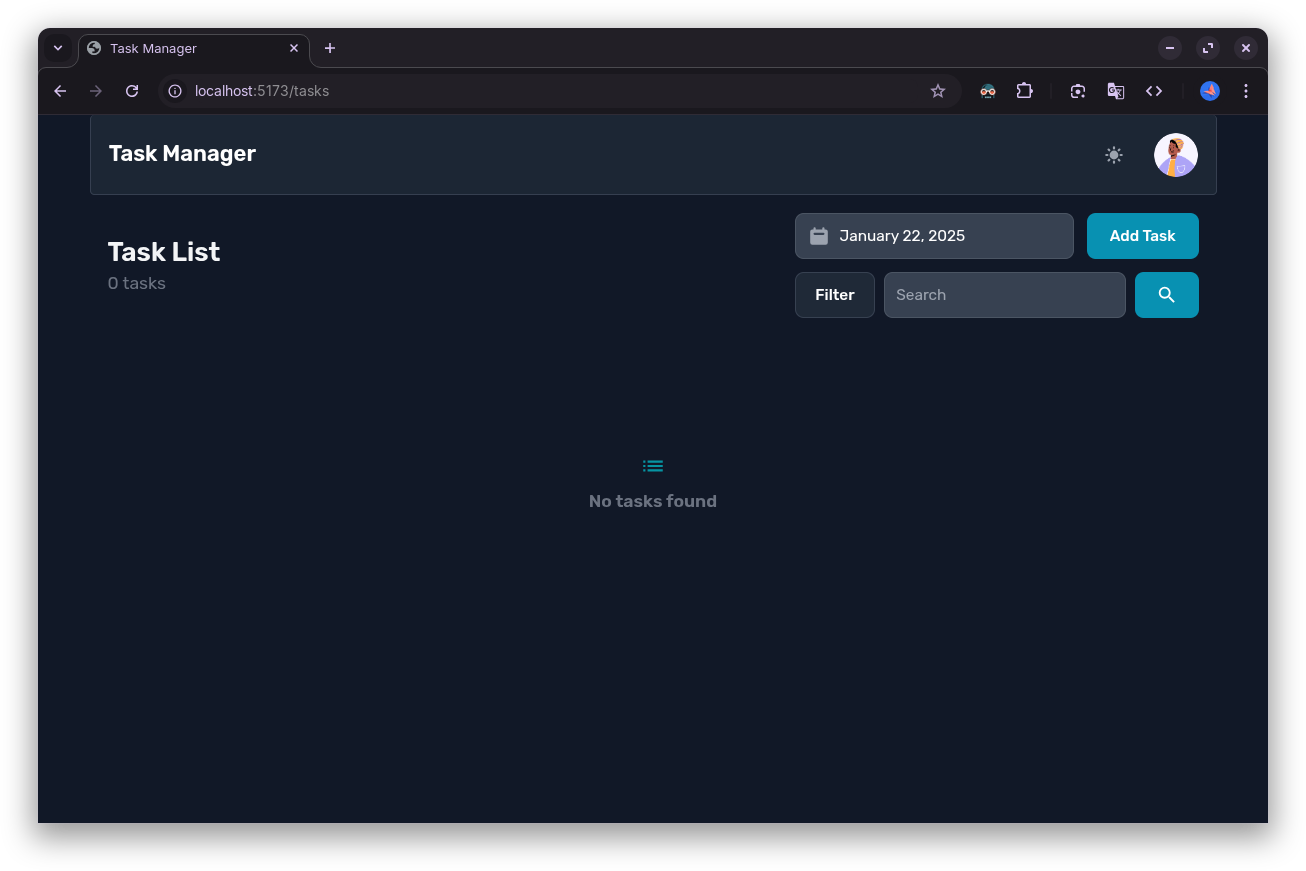 Task Manager
localhost:5173/tasks
Task Manager
Task List
0 tasks
January 22, 2025
Add Task
Filter
Search
No tasks found